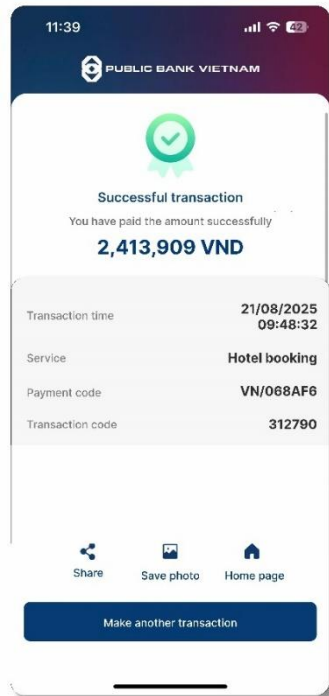 11:39
42
PUBLIC BANK VIETNAM
Successful transaction
You have paid the amount successfully
2,413,909 VND
Transaction time 21/08/2025
09:48:32
Service Hotel booking
Payment code VN/068AF6
Transaction code 312790
Share Save photo Home page
Make another transaction